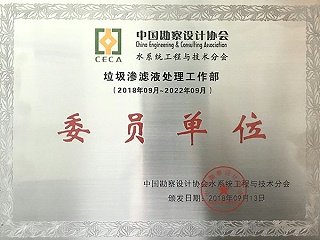 中国勘察设计协会
China Engineering & Consulting Association
CECA
水系统工程与技术分会
垃圾渗滤液处理工作部
(2018年09月~2022年09月)
委员单位
中国勘察设计协会水系统工程与技术分会
颁发日期:2018年09月13日